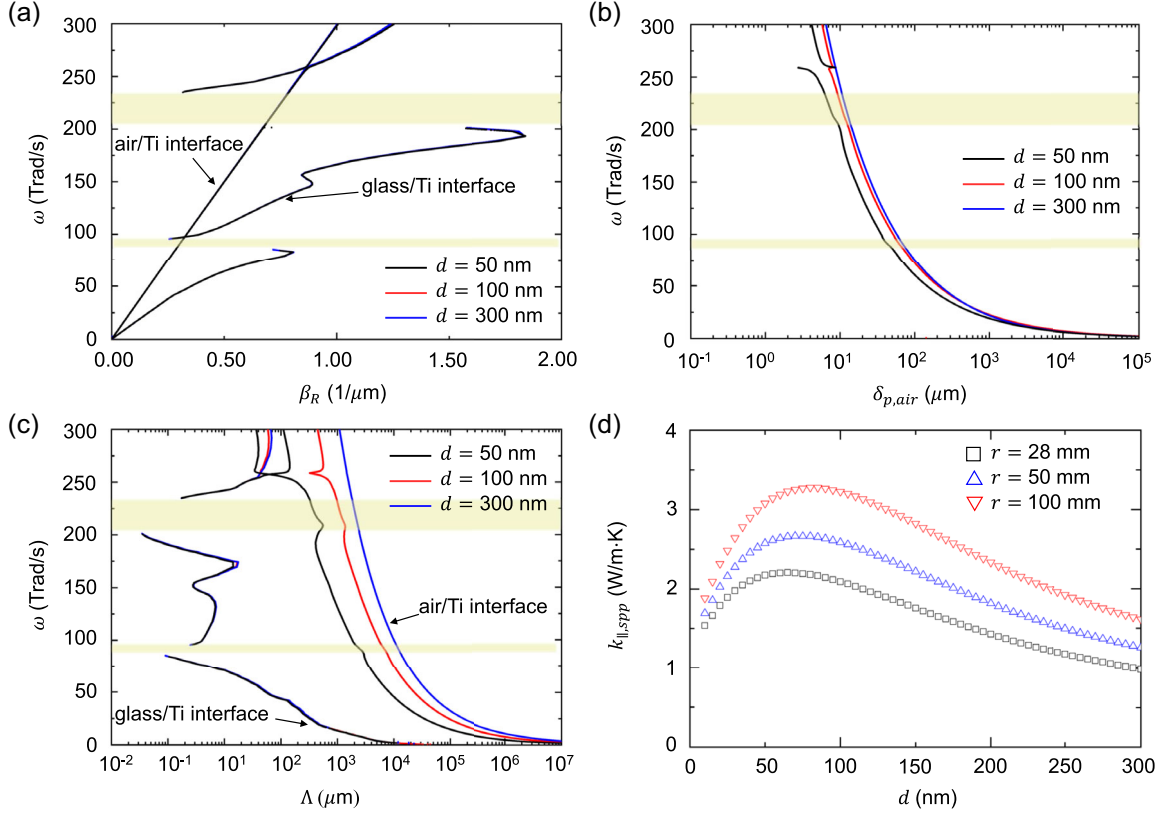 (a)
300
250
200
150
100
50
0
ω (Trad/s)
air/Ti interface
glass/Ti interface
d = 50 nm
d = 100 nm
d = 300 nm
0.00 0.50 1.00 1.50 2.00
β_R (1/μm)
(b)
300
250
200
150
100
50
0
ω (Trad/s)
d = 50 nm
d = 100 nm
d = 300 nm
10^-1 10^0 10^1 10^2 10^3 10^4 10^5
δ_p,air (μm)
(c)
300
250
200
150
100
50
0
ω (Trad/s)
d = 50 nm
d = 100 nm
d = 300 nm
air/Ti interface
glass/Ti interface
10^-2 10^-1 10^1 10^2 10^3 10^4 10^5 10^6 10^7
Λ (μm)
(d)
4
3
2
1
0
k_||,spp (W/m·K)
r = 28 mm
r = 50 mm
r = 100 mm
0 50 100 150 200 250 300
d (nm)